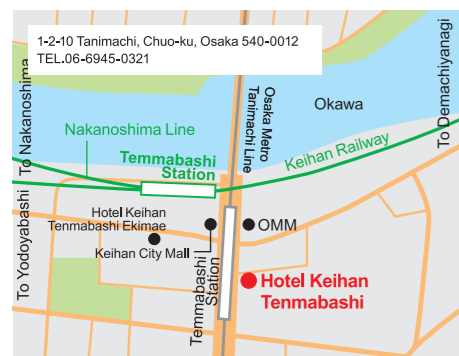 1-2-10 Tanimachi, Chuo-ku, Osaka 540-0012
TEL.06-6945-0321
To Nakanoshima
Nakanoshima Line
Temmabashi
Station
Osaka Metro
Tanimachi Line
Okawa
Keihan Railway
To Demachiyanagi
To Yodoyabashi
Hotel Keihan
Tenmabashi Ekimae
Keihan City Mall
Temmabashi
Station
OMM
Hotel Keihan
Tenmabashi